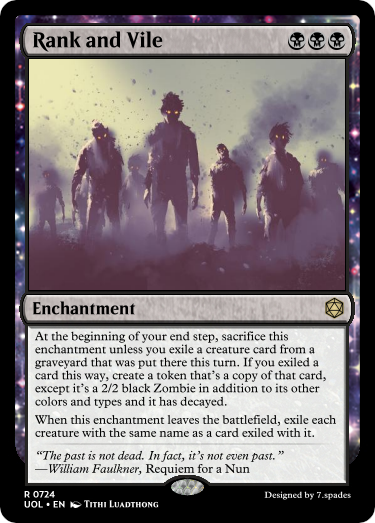 Rank and Vile
Enchantment
At the beginning of your end step, sacrifice this
enchantment unless you exile a creature card from a
graveyard that was put there this turn. If you exiled a
card this way, create a token that's a copy of that card,
except it's a 2/2 black Zombie in addition to its other
colors and types and it has decayed.
When this enchantment leaves the battlefield, exile each
creature with the same name as a card exiled with it.
“The past is not dead. In fact, it's not even past.”
—William Faulkner, Requiem for a Nun
R 0724
UOL • EN Tithi Luadthong
Designed by 7.spades